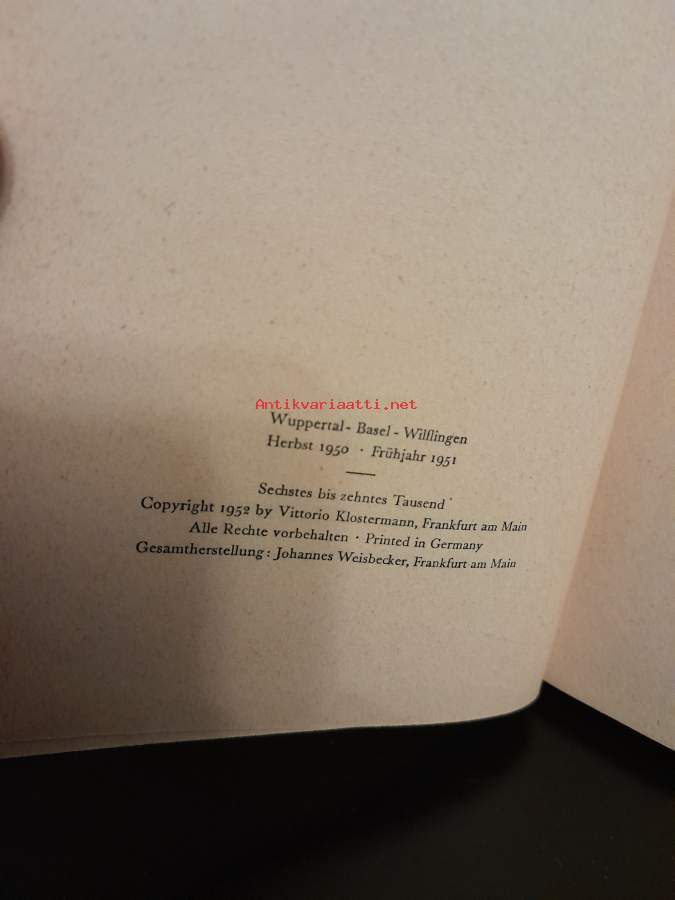 Antikvariaatti.net
Wuppertal - Basel - Wilflingen
Herbst 1950 · Frühjahr 1951
Sechstes bis zehntes Tausend
Copyright 1952 by Vittorio Klostermann, Frankfurt am Main
Alle Rechte vorbehalten · Printed in Germany
Gesamtherstellung: Johannes Weisbecker, Frankfurt am Main